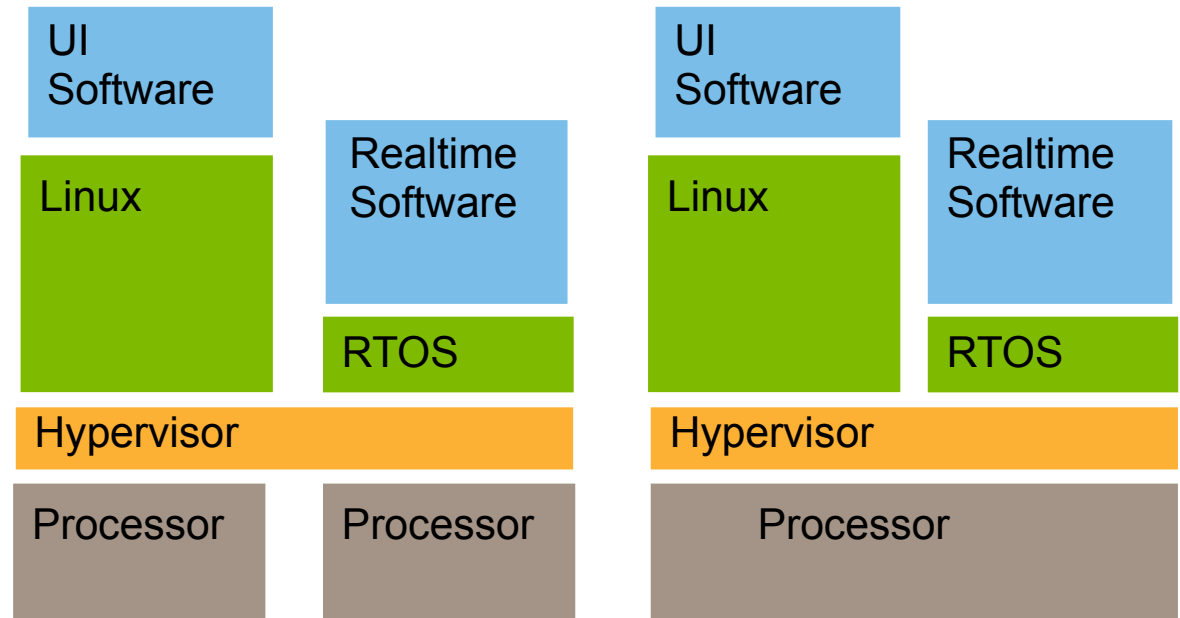 UI
Software
Linux
Realtime
Software
RTOS
Hypervisor
Processor
Processor
UI
Software
Linux
Realtime
Software
RTOS
Hypervisor
Processor